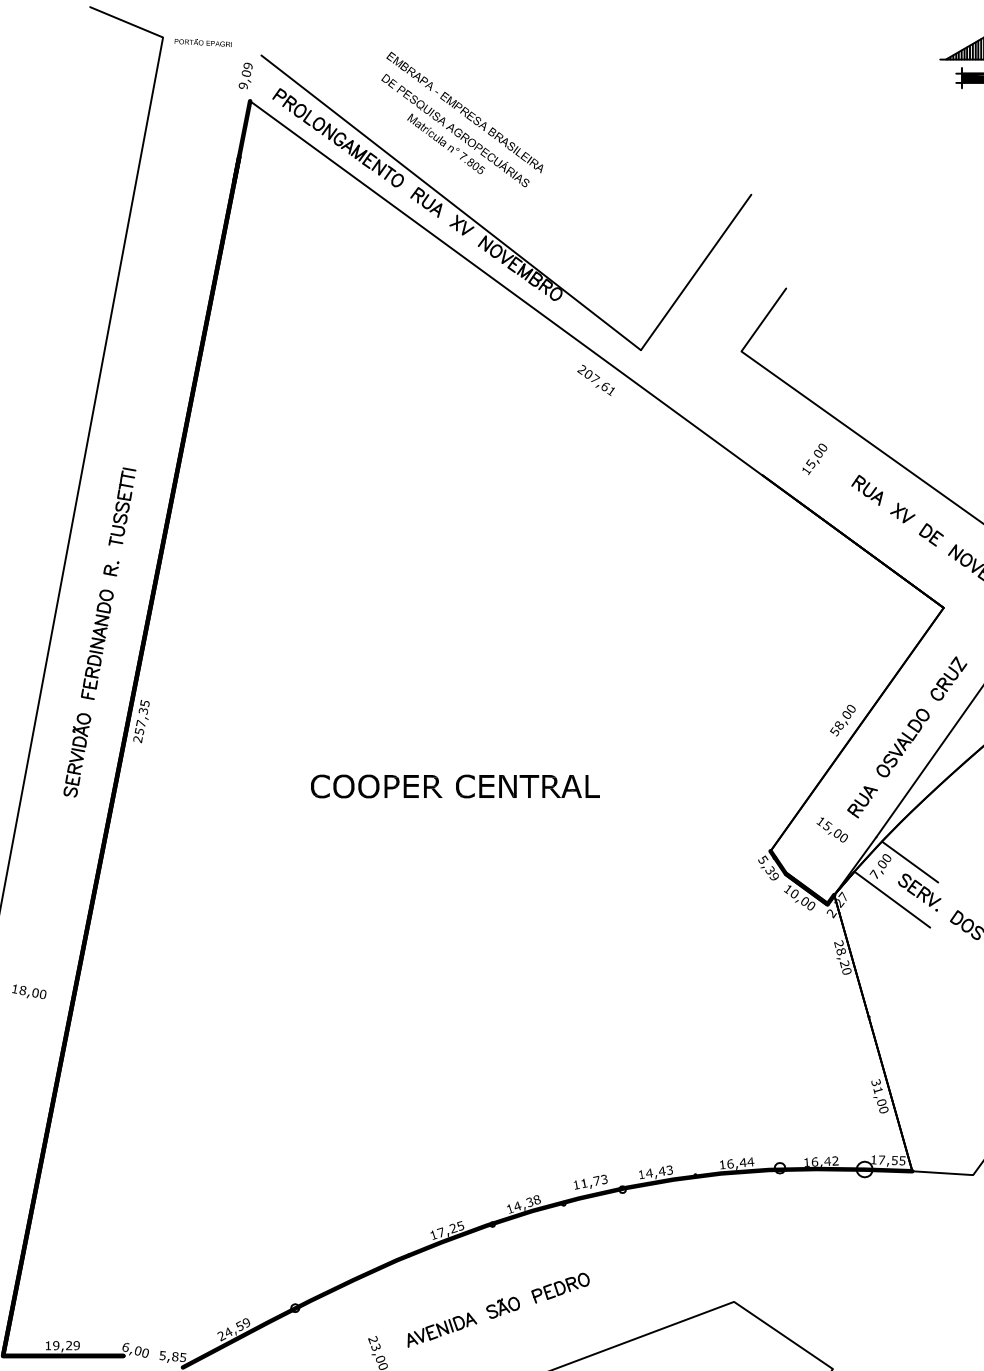 PORTÃO EPAGRI
9,09
EMBRAPA - EMPRESA BRASILEIRA
DE PESQUISA AGROPECUÁRIAS
Matrícula n° 7.805
PROLONGAMENTO RUA XV NOVEMBRO
207,61
15,00
RUA XV DE NOVE
SERVIDÃO FERDINANDO R. TUSSETTI
257,35
58,00
RUA OSVALDO CRUZ
COOPER CENTRAL
15,00
5,39
10,00
2,27
7,00
SERV. DOS
28,20
18,00
31,00
17,55
16,42
16,44
14,43
11,73
14,38
17,25
24,59
AVENIDA SÃO PEDRO
23,00
19,29
6,00
5,85